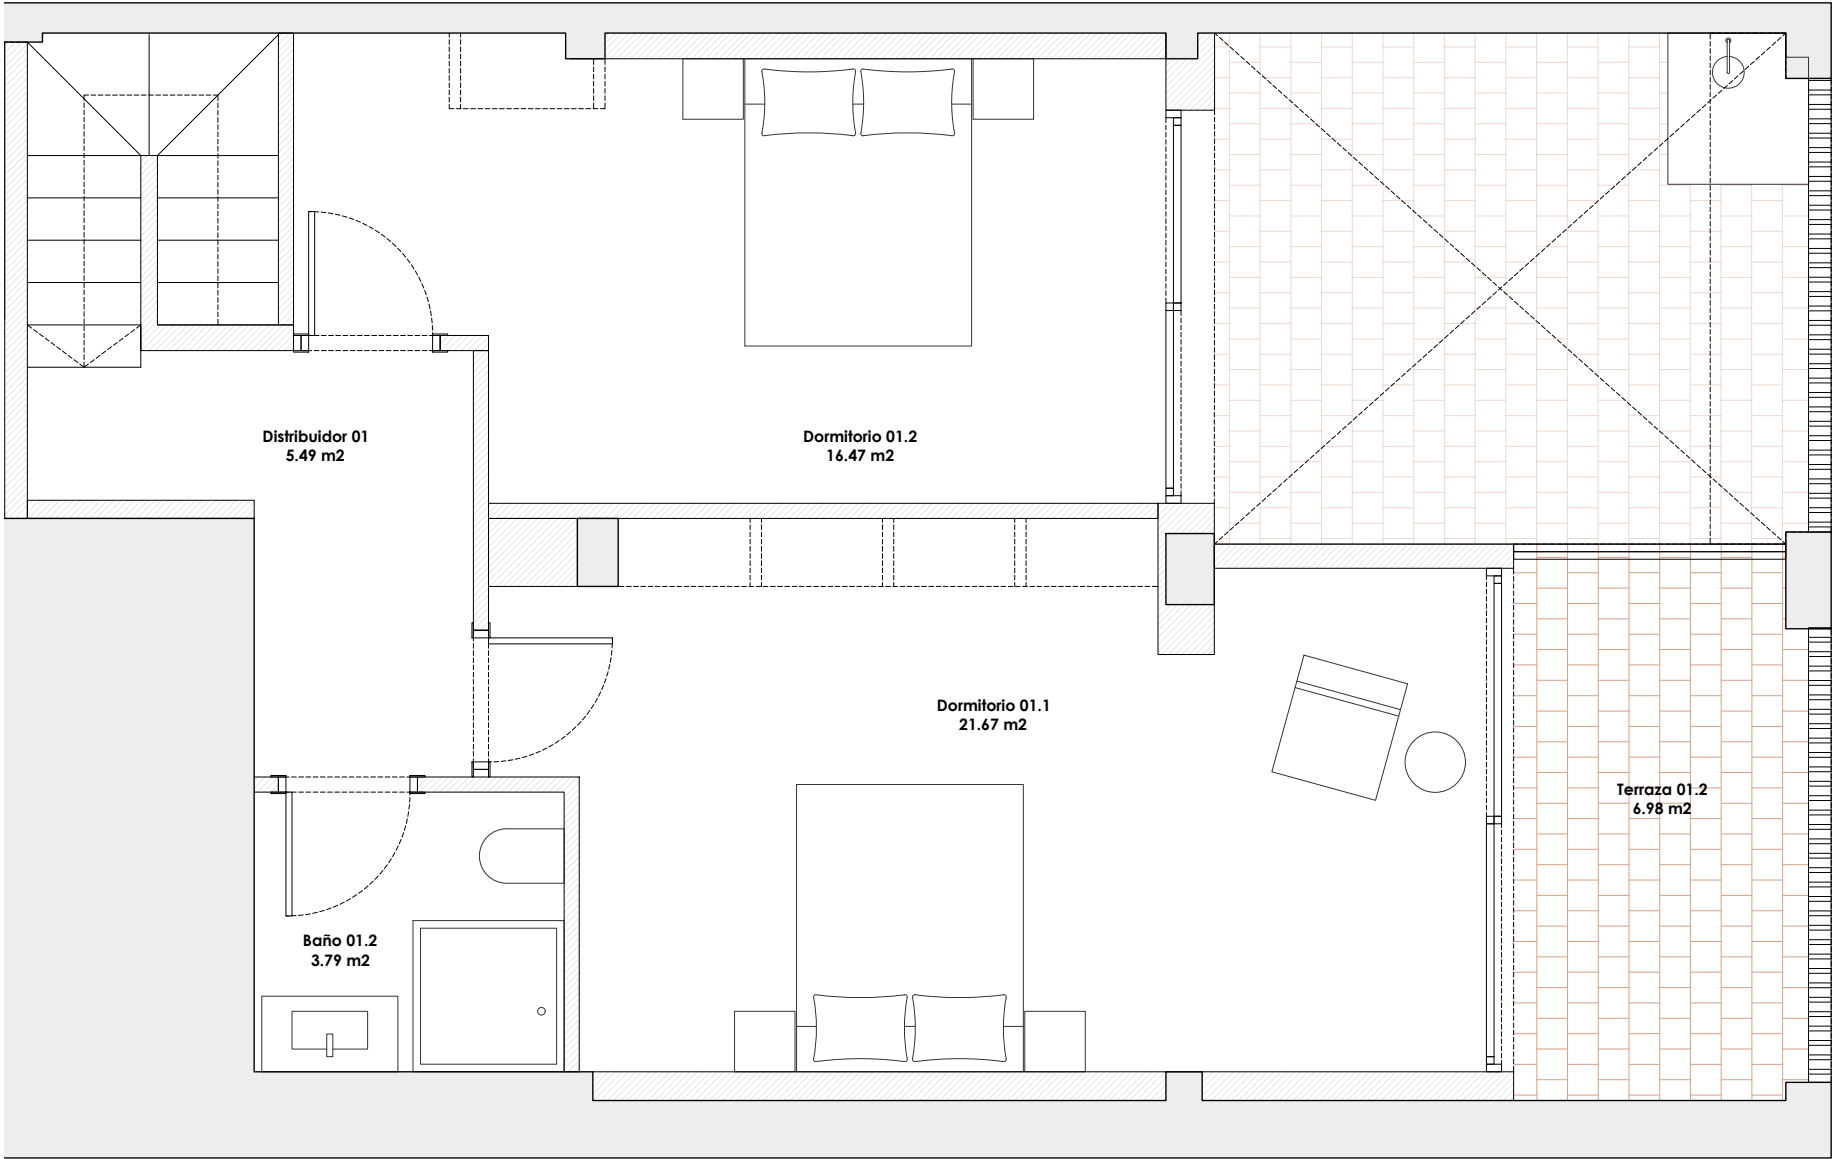 Distribuidor 01
5.49 m2
Dormitorio 01.2
16.47 m2
Dormitorio 01.1
21.67 m2
Terraza 01.2
6.98 m2
Baño 01.2
3.79 m2